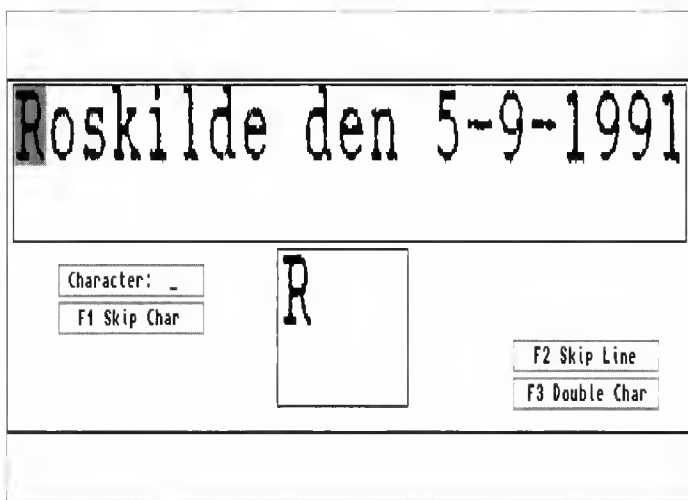 Roskilde den 5-9-1991
Character: _
R
F1 Skip Char
F2 Skip Line
F3 Double Char